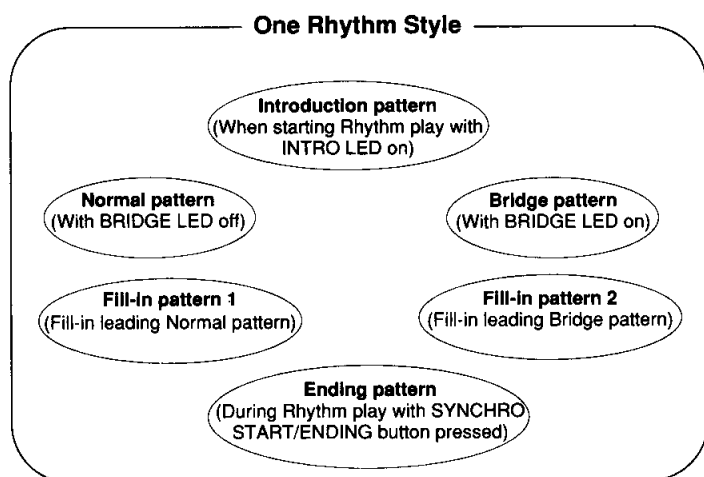 One Rhythm Style
Introduction pattern
(When starting Rhythm play with
INTRO LED on)
Normal pattern
(With BRIDGE LED off)
Bridge pattern
(With BRIDGE LED on)
Fill-in pattern 1
(Fill-in leading Normal pattern)
Fill-in pattern 2
(Fill-in leading Bridge pattern)
Ending pattern
(During Rhythm play with SYNCHRO
START/ENDING button pressed)